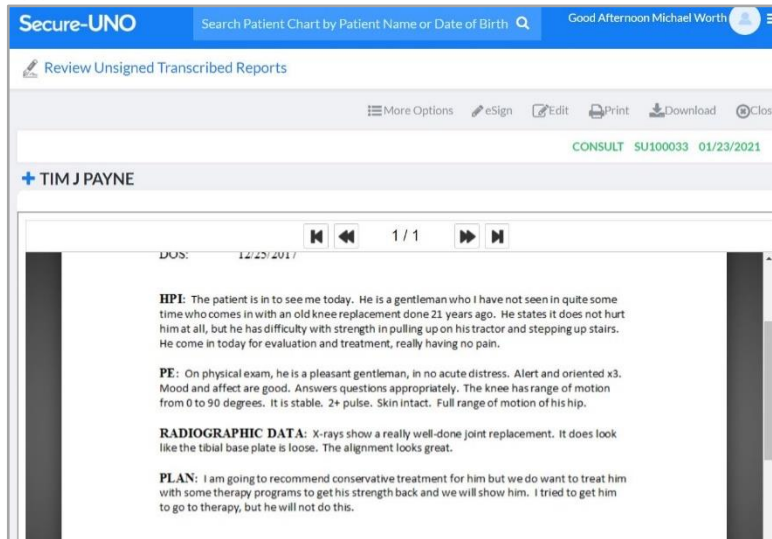 Secure-UNO
Search Patient Chart by Patient Name or Date of Birth
Good Afternoon Michael Worth
Review Unsigned Transcribed Reports
More Options eSign Edit Print Download Clos
CONSULT SU100033 01/23/2021
+ TIM J PAYNE
1 / 1
DOS: 12/25/2017
HPI: The patient is in to see me today. He is a gentleman who I have not seen in quite some
time who comes in with an old knee replacement done 21 years ago. He states it does not hurt
him at all, but he has difficulty with strength in pulling up on his tractor and stepping up stairs.
He come in today for evaluation and treatment, really having no pain.
PE: On physical exam, he is a pleasant gentleman, in no acute distress. Alert and oriented x3.
Mood and affect are good. Answers questions appropriately. The knee has range of motion
from 0 to 90 degrees. It is stable. 2+ pulse. Skin intact. Full range of motion of his hip.
RADIOGRAPHIC DATA: X-rays show a really well-done joint replacement. It does look
like the tibial base plate is loose. The alignment looks great.
PLAN: I am going to recommend conservative treatment for him but we do want to treat him
with some therapy programs to get his strength back and we will show him. I tried to get him
to go to therapy, but he will not do this.